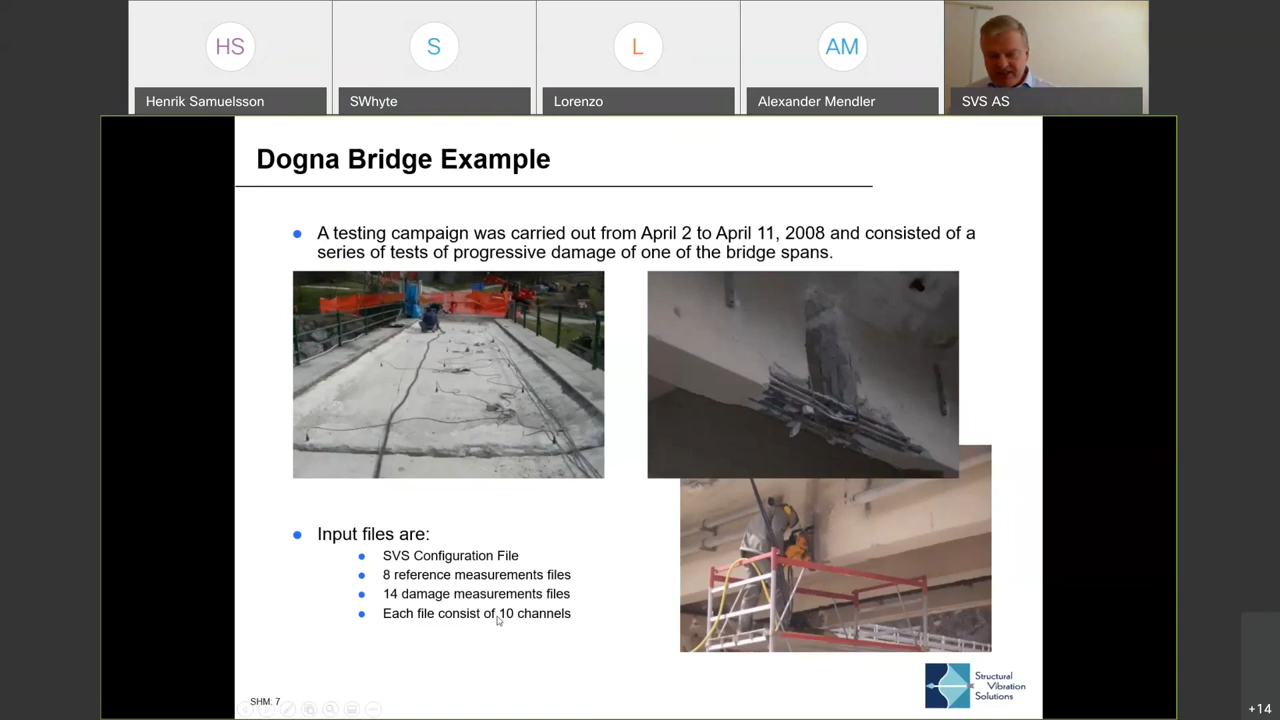 HS
S
L
AM
Henrik Samuelsson
SWhyte
Lorenzo
Alexander Mendler
SVS AS
Dogna Bridge Example
A testing campaign was carried out from April 2 to April 11, 2008 and consisted of a
series of tests of progressive damage of one of the bridge spans.
Input files are:
SVS Configuration File
8 reference measurements files
14 damage measurements files
Each file consist of 10 channels
Structural
Vibration
Solutions
SHM: 7
+14